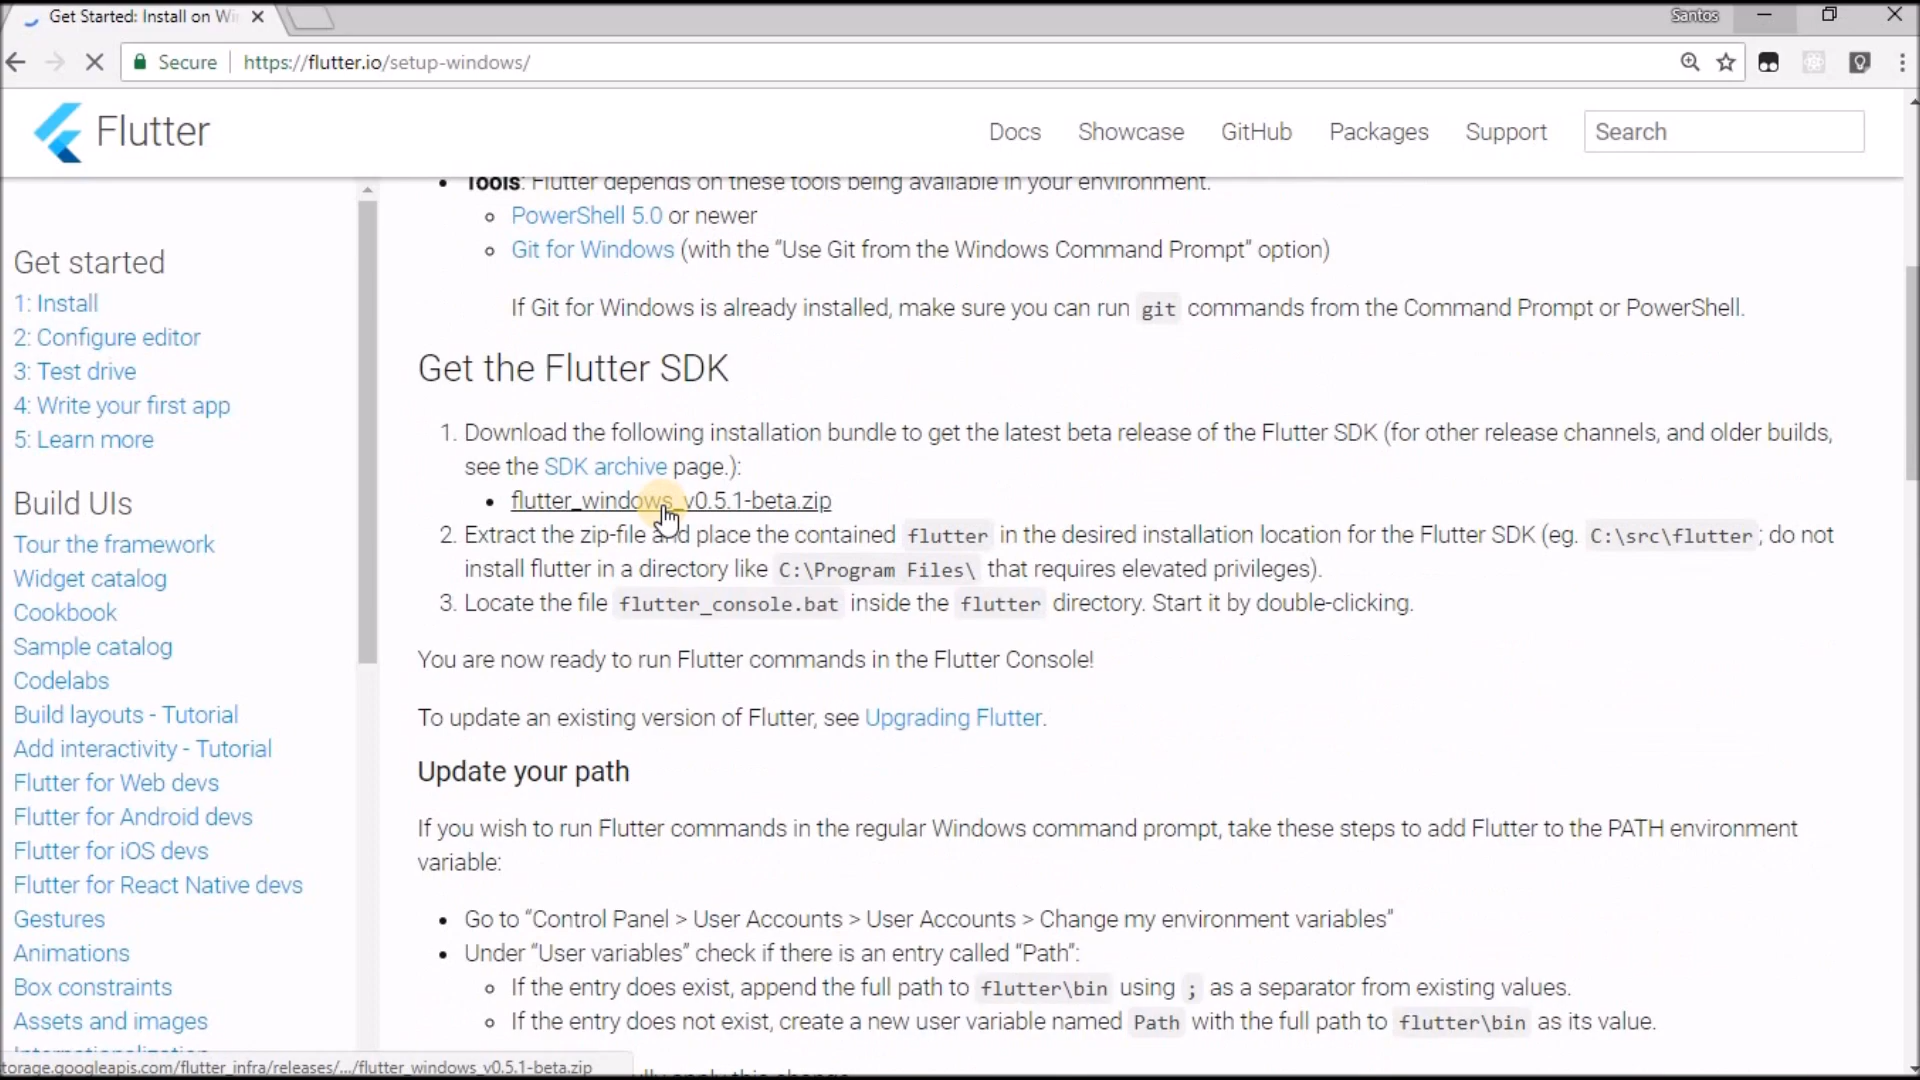 Get Started: Install on Wi
Santos
Secure
https://flutter.io/setup-windows/
Flutter
Docs
Showcase
GitHub
Packages
Support
Search
Get started
1: Install
2: Configure editor
3: Test drive
4: Write your first app
5: Learn more
Build UIs
Tour the framework
Widget catalog
Cookbook
Sample catalog
Codelabs
Build layouts - Tutorial
Add interactivity - Tutorial
Flutter for Web devs
Flutter for Android devs
Flutter for iOS devs
Flutter for React Native devs
Gestures
Animations
Box constraints
Assets and images
Internationalization
• Tools: Flutter depends on these tools being available in your environment.
PowerShell 5.0 or newer
Git for Windows (with the “Use Git from the Windows Command Prompt” option)
If Git for Windows is already installed, make sure you can run git commands from the Command Prompt or PowerShell.
Get the Flutter SDK
1. Download the following installation bundle to get the latest beta release of the Flutter SDK (for other release channels, and older builds,
see the SDK archive page.):
• flutter_windows_v0.5.1-beta.zip
2. Extract the zip-file and place the contained flutter in the desired installation location for the Flutter SDK (eg. C:\src\flutter; do not
install flutter in a directory like C:\Program Files\ that requires elevated privileges).
3. Locate the file flutter_console.bat inside the flutter directory. Start it by double-clicking.
You are now ready to run Flutter commands in the Flutter Console!
To update an existing version of Flutter, see Upgrading Flutter.
Update your path
If you wish to run Flutter commands in the regular Windows command prompt, take these steps to add Flutter to the PATH environment
variable:
• Go to “Control Panel > User Accounts > User Accounts > Change my environment variables”
• Under “User variables” check if there is an entry called “Path”:
If the entry does exist, append the full path to flutter\bin using ; as a separator from existing values.
If the entry does not exist, create a new user variable named Path with the full path to flutter\bin as its value.
apply this change
torage.googleapis.com/flutter_infra/releases/.../flutter_windows_v0.5.1-beta.zip